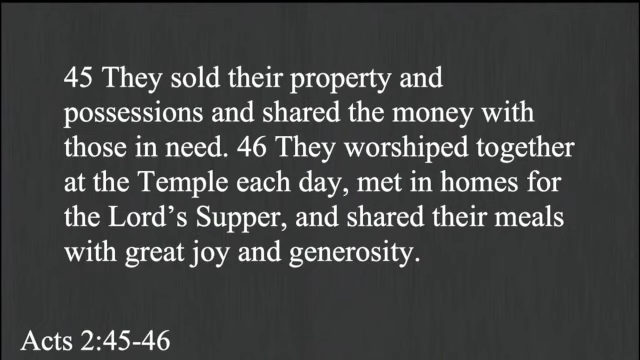 45 They sold their property and
possessions and shared the money with
those in need. 46 They worshiped together
at the Temple each day, met in homes for
the Lord’s Supper, and shared their meals
with great joy and generosity.
Acts 2:45-46